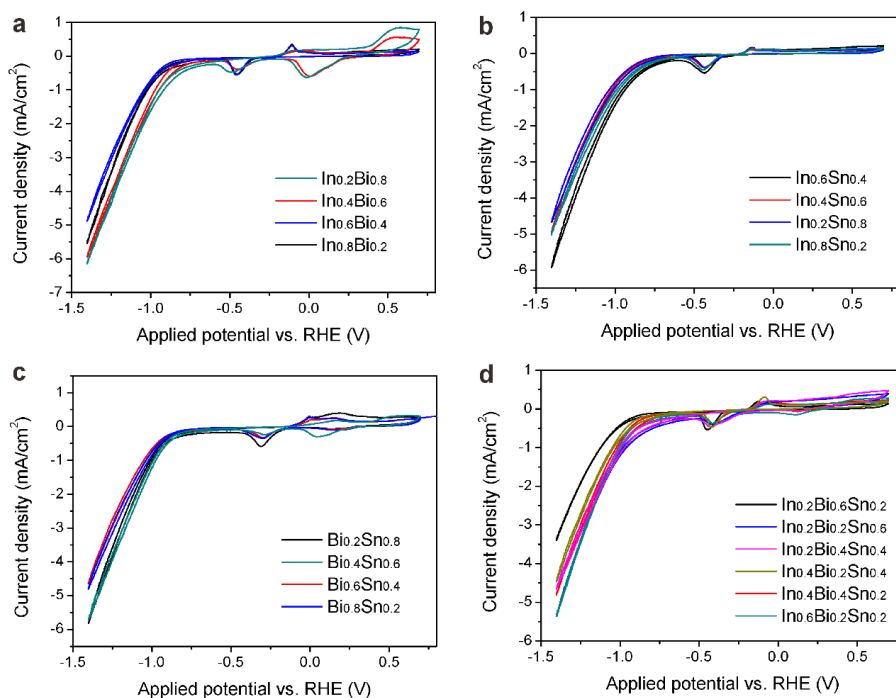 a
Current density (mA/cm²)
1
0
-1
-2
-3
-4
-5
-6
-7
In0.2Bi0.8
In0.4Bi0.6
In0.6Bi0.4
In0.8Bi0.2
-1.5 -1.0 -0.5 0.0 0.5
Applied potential vs. RHE (V)
b
Current density (mA/cm²)
1
0
-1
-2
-3
-4
-5
-6
In0.6Sn0.4
In0.4Sn0.6
In0.2Sn0.8
In0.8Sn0.2
-1.5 -1.0 -0.5 0.0 0.5
Applied potential vs. RHE (V)
c
Current density (mA/cm²)
1
0
-1
-2
-3
-4
-5
-6
Bi0.2Sn0.8
Bi0.4Sn0.6
Bi0.6Sn0.4
Bi0.8Sn0.2
-1.5 -1.0 -0.5 0.0 0.5
Applied potential vs. RHE (V)
d
Current density (mA/cm²)
1
0
-1
-2
-3
-4
-5
-6
In0.2Bi0.6Sn0.2
In0.2Bi0.2Sn0.6
In0.2Bi0.4Sn0.4
In0.4Bi0.2Sn0.4
In0.4Bi0.4Sn0.2
In0.6Bi0.2Sn0.2
-1.5 -1.0 -0.5 0.0 0.5
Applied potential vs. RHE (V)